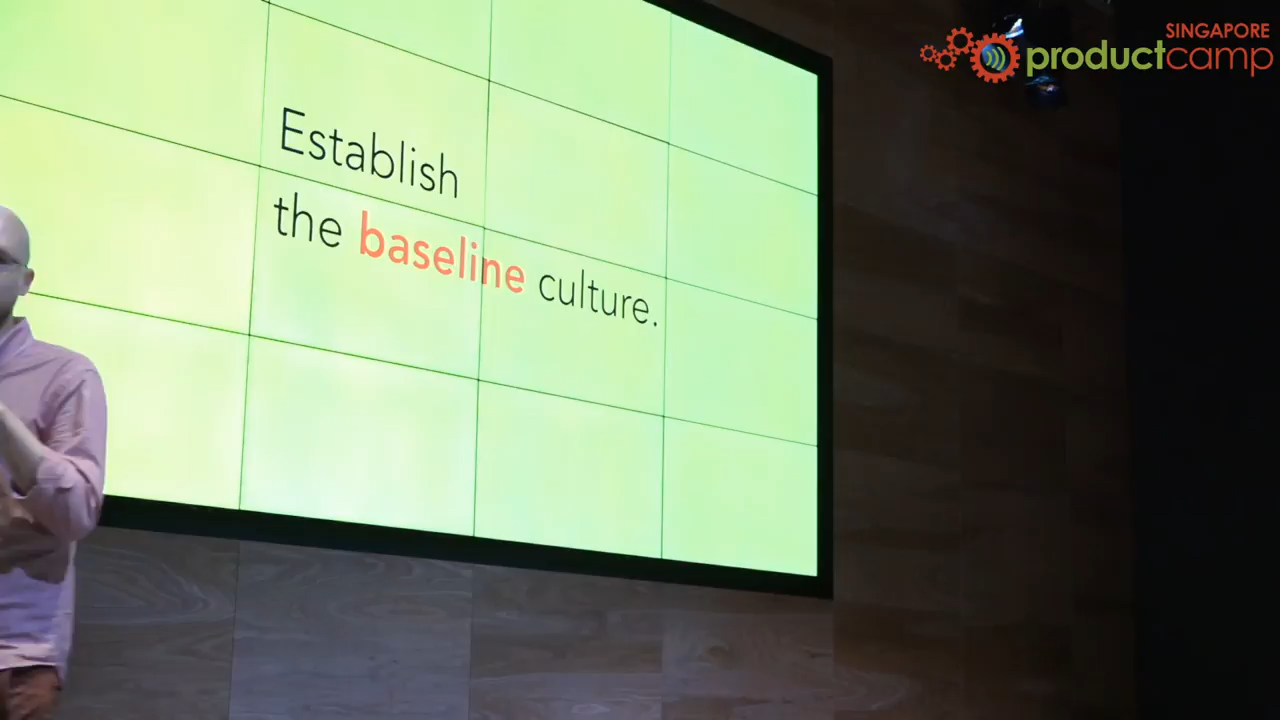 SINGAPORE
productcamp
Establish
the baseline culture.